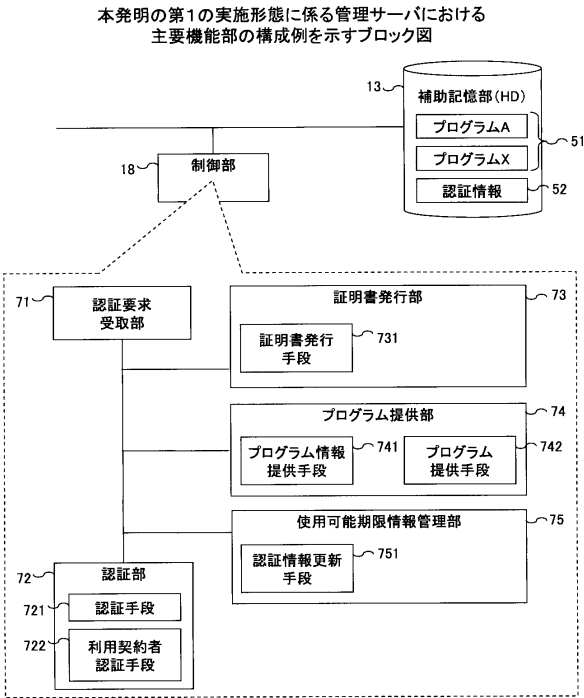 本発明の第1の実施形態に係る管理サーバにおける
主要機能部の構成例を示すブロック図
13
補助記憶部(HD)
プログラムA
プログラムX
51
認証情報
52
18
制御部
71
認証要求
受取部
証明書発行部
73
証明書発行
手段
731
プログラム提供部
74
プログラム情報
提供手段
741
プログラム
提供手段
742
使用可能期限情報管理部
75
認証情報更新
手段
751
72
認証部
721
認証手段
722
利用契約者
認証手段